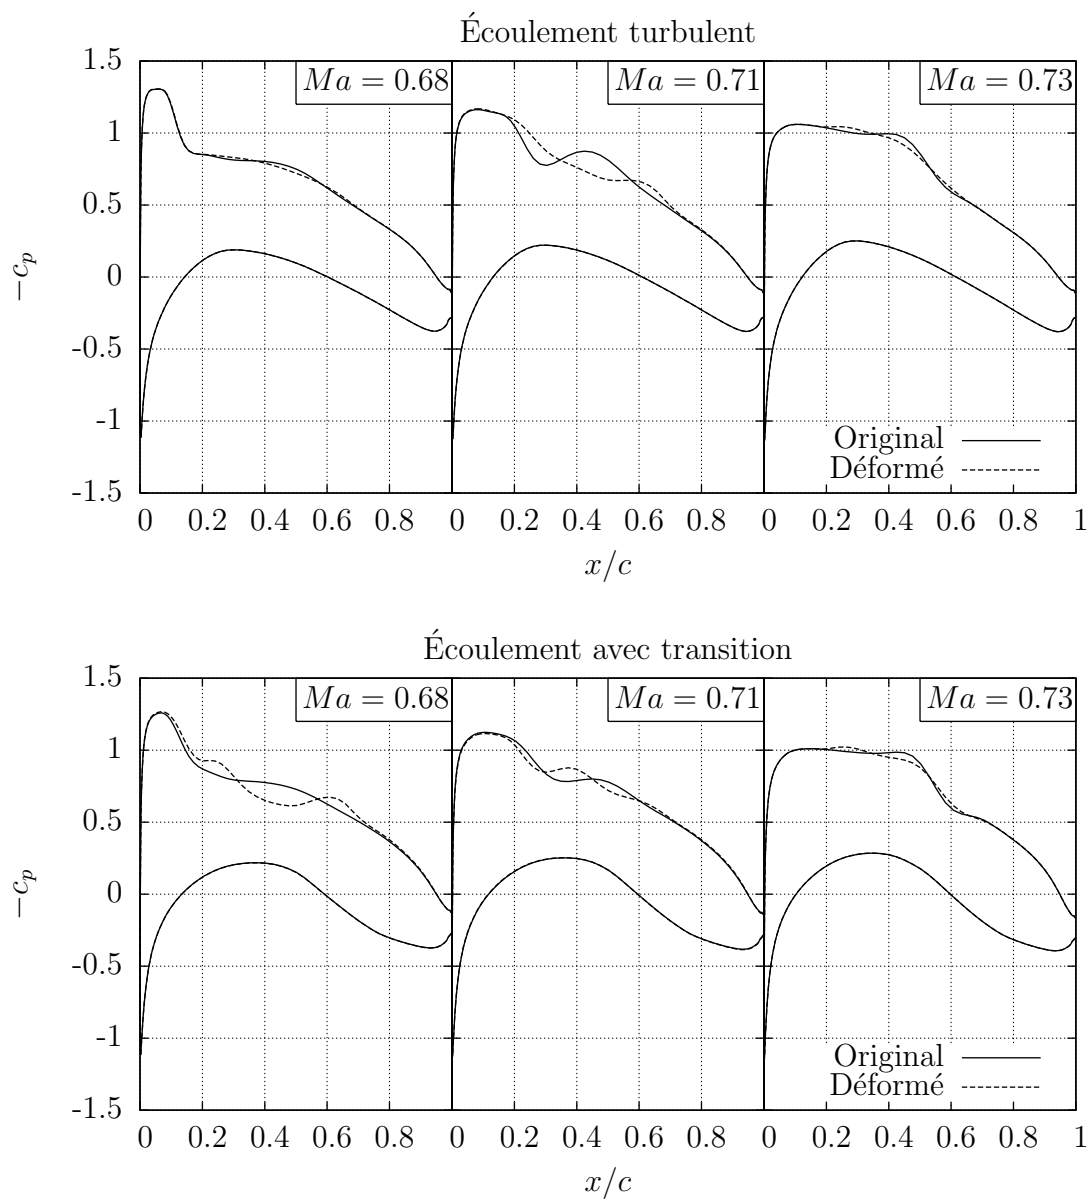 Écoulement turbulent
Ma = 0.68
Ma = 0.71
Ma = 0.73
1.5
1
0.5
0
-0.5
-1
-1.5
−c_p
Original
Déformé
0 0.2 0.4 0.6 0.8 0 0.2 0.4 0.6 0.8 0 0.2 0.4 0.6 0.8 1
x/c
Écoulement avec transition
Ma = 0.68
Ma = 0.71
Ma = 0.73
1.5
1
0.5
0
-0.5
-1
-1.5
−c_p
Original
Déformé
0 0.2 0.4 0.6 0.8 0 0.2 0.4 0.6 0.8 0 0.2 0.4 0.6 0.8 1
x/c